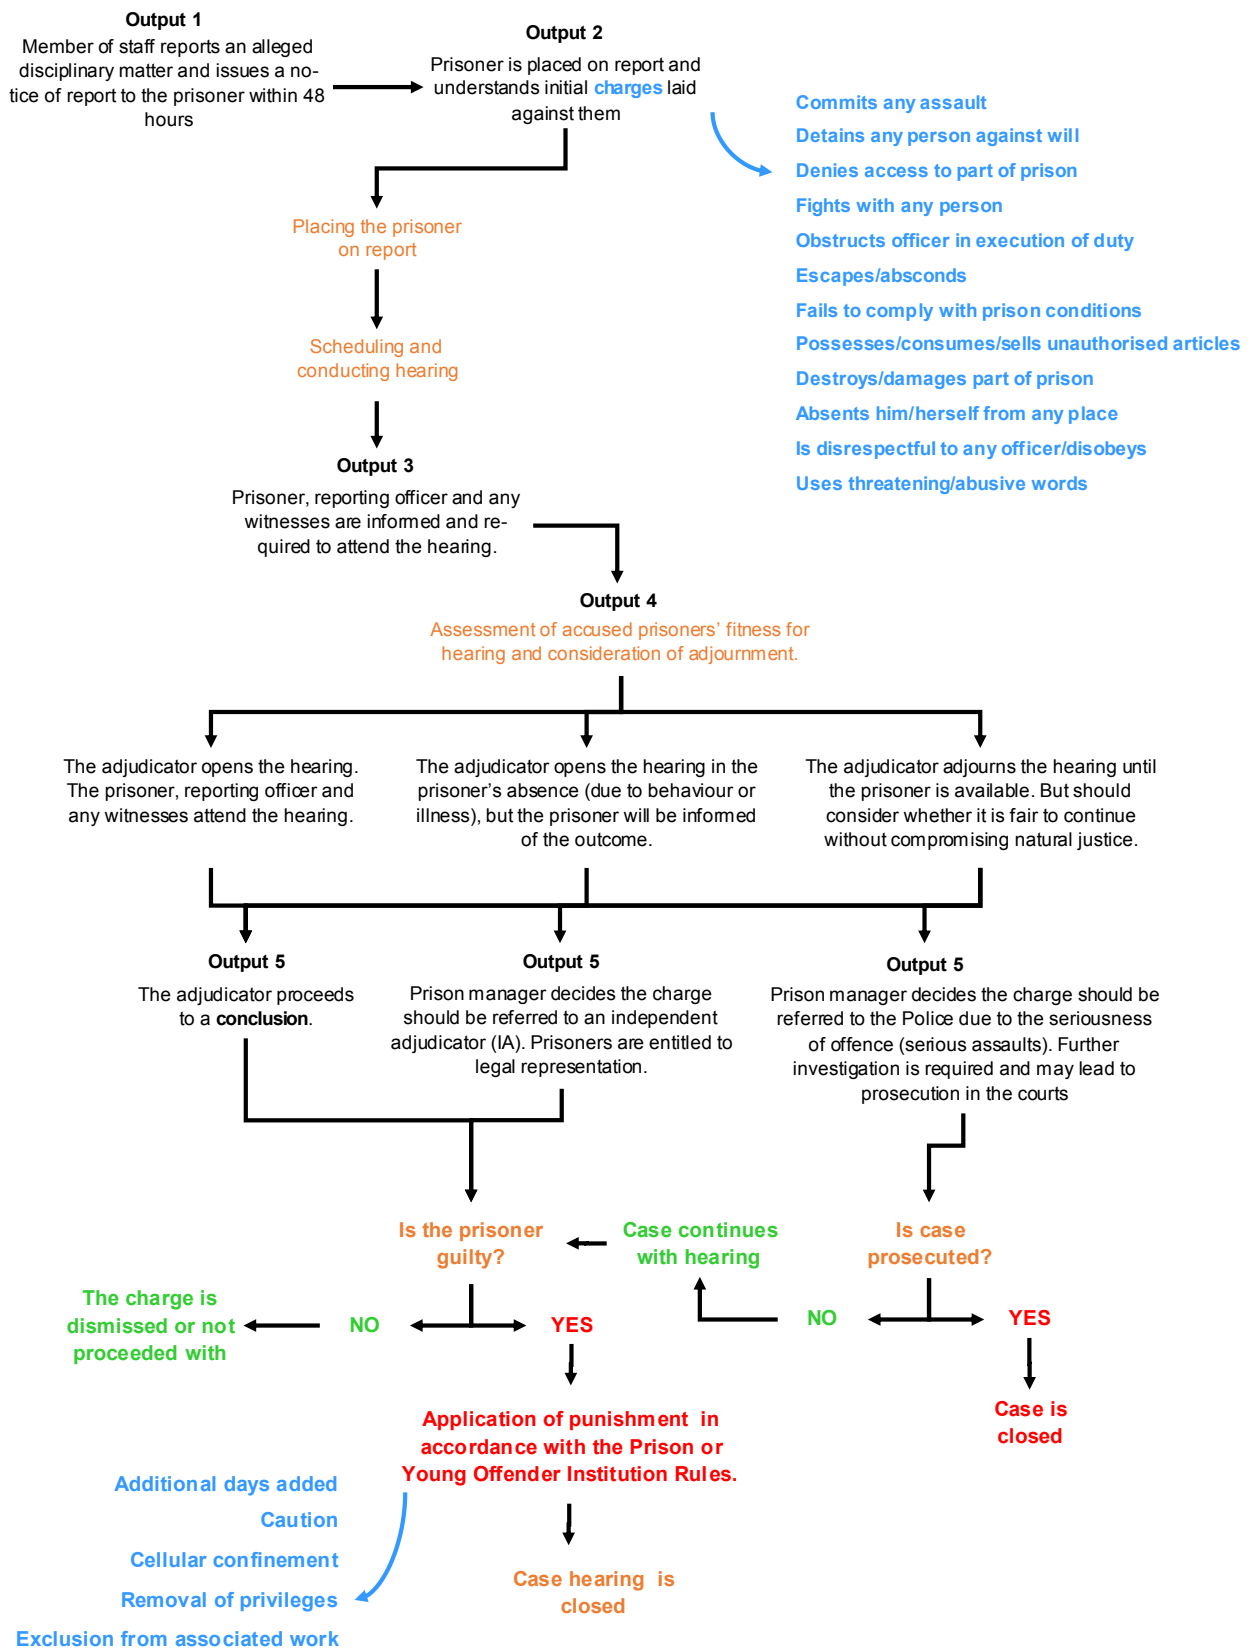 Output 1
Member of staff reports an alleged
disciplinary matter and issues a no-
tice of report to the prisoner within 48
hours
Output 2
Prisoner is placed on report and
understands initial charges laid
against them
Commits any assault
Detains any person against will
Denies access to part of prison
Fights with any person
Obstructs officer in execution of duty
Escapes/absconds
Fails to comply with prison conditions
Possesses/consumes/sells unauthorised articles
Destroys/damages part of prison
Absents him/herself from any place
Is disrespectful to any officer/disobeys
Uses threatening/abusive words
Placing the prisoner
on report
Scheduling and
conducting hearing
Output 3
Prisoner, reporting officer and any
witnesses are informed and re-
quired to attend the hearing.
Output 4
Assessment of accused prisoners' fitness for
hearing and consideration of adjournment.
The adjudicator opens the hearing.
The prisoner, reporting officer and
any witnesses attend the hearing.
The adjudicator opens the hearing in the
prisoner's absence (due to behaviour or
illness), but the prisoner will be informed
of the outcome.
The adjudicator adjourns the hearing until
the prisoner is available. But should
consider whether it is fair to continue
without compromising natural justice.
Output 5
The adjudicator proceeds
to a conclusion.
Output 5
Prison manager decides the charge
should be referred to an independent
adjudicator (IA). Prisoners are entitled to
legal representation.
Output 5
Prison manager decides the charge should be
referred to the Police due to the seriousness
of offence (serious assaults). Further
investigation is required and may lead to
prosecution in the courts
Is the prisoner
guilty?
Case continues
with hearing
Is case
prosecuted?
The charge is
dismissed or not
proceeded with
NO
YES
NO
YES
Case is
closed
Application of punishment in
accordance with the Prison or
Young Offender Institution Rules.
Additional days added
Caution
Cellular confinement
Removal of privileges
Exclusion from associated work
Case hearing is
closed